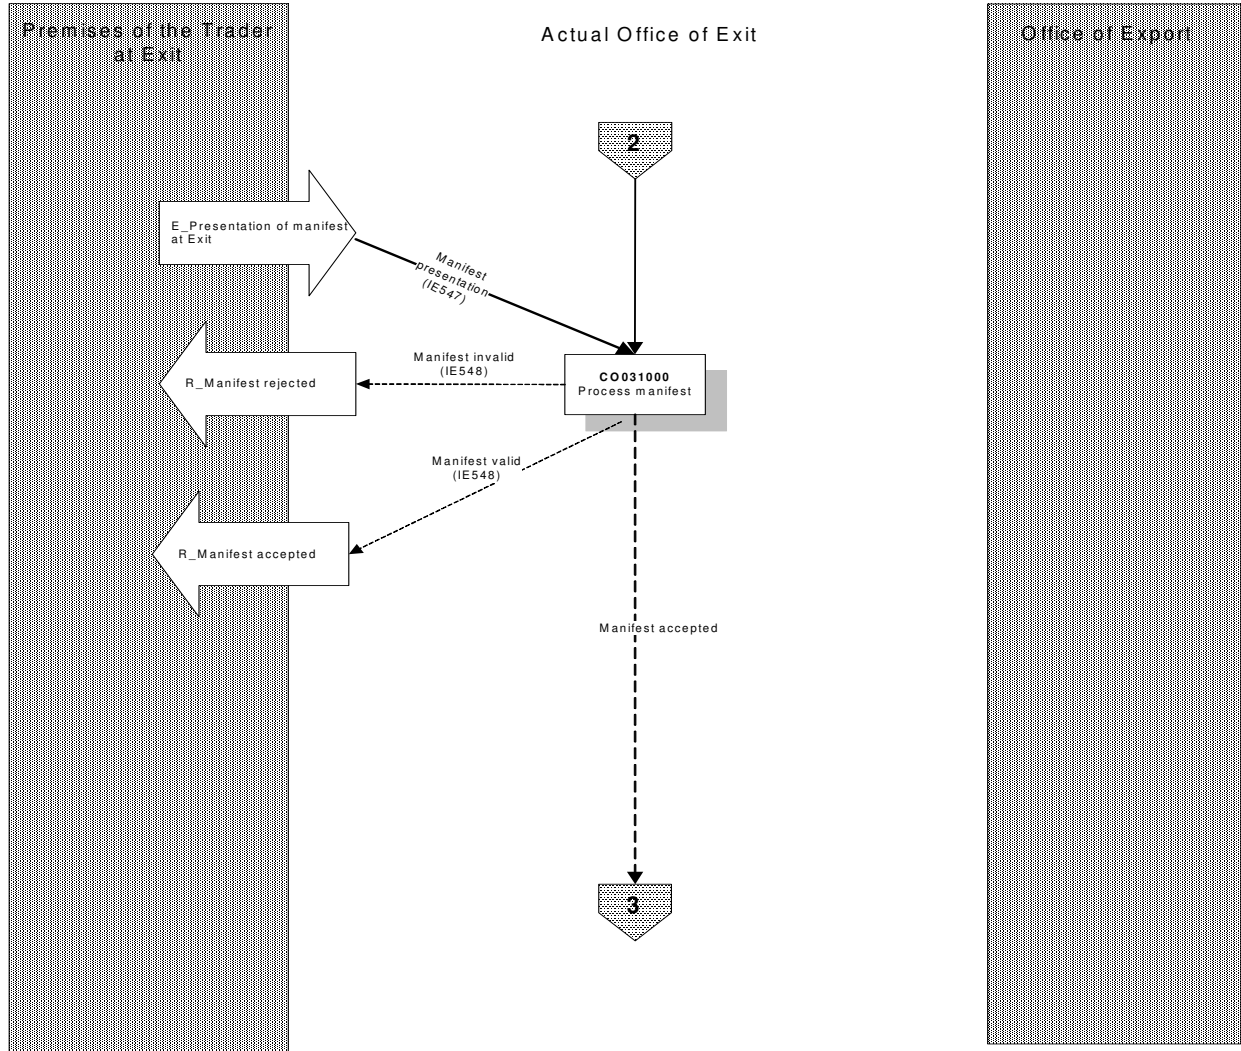 Premises of the Trader
at Exit
Actual Office of Exit
Office of Export
2
E_Presentation of manifest
at Exit
Manifest
presentation
(IE547)
Manifest invalid
(IE548)
R_Manifest rejected
CO031000
Process manifest
Manifest valid
(IE548)
R_Manifest accepted
Manifest accepted
3